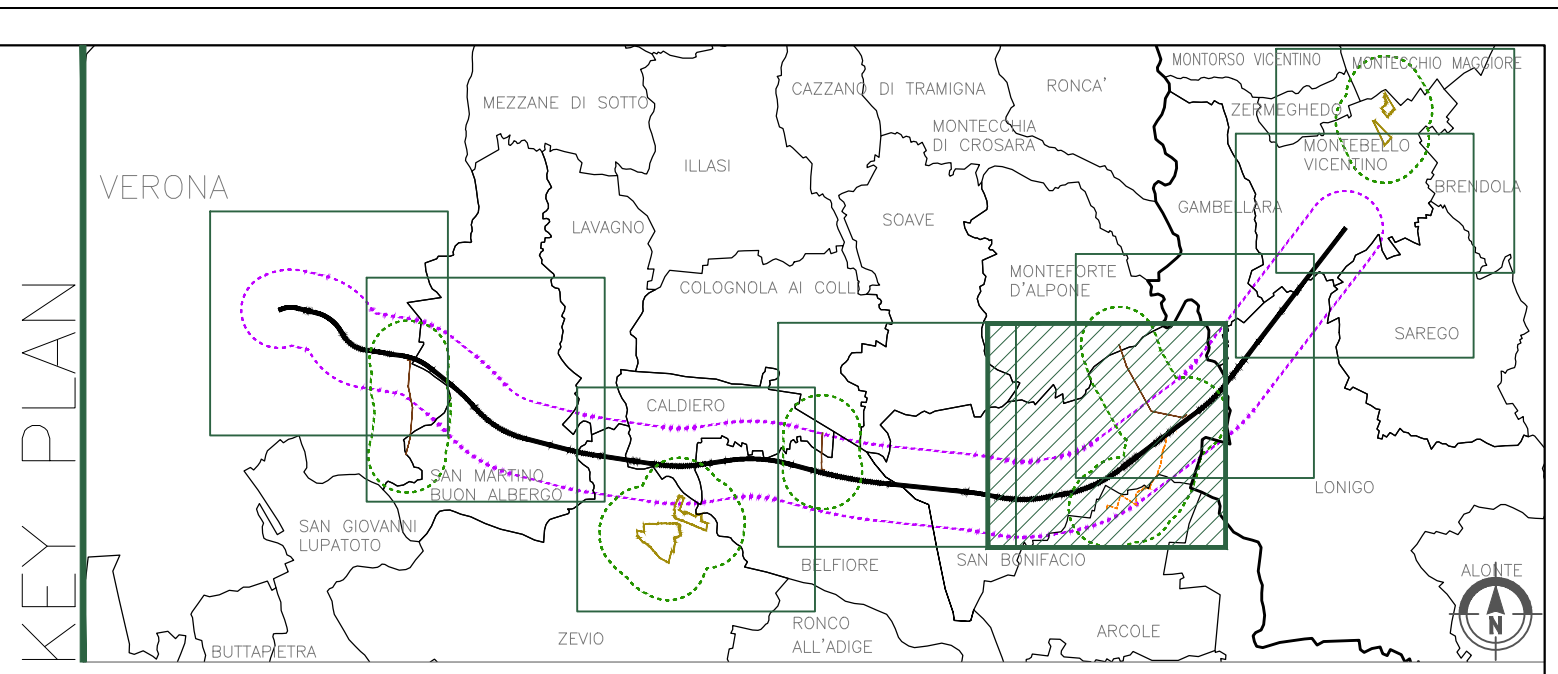 KEY PLAN
MONTORSO VICENTINO
MONTECCHIO MAGGIORE
MEZZANE DI SOTTO
CAZZANO DI TRAMIGNA
RONCA'
ZERMEGHEDO
MONTECCHIA
DI CROSARA
MONTEBELLO
VICENTINO
ILLASI
VERONA
BRENDOLA
GAMBELLARA
LAVAGNO
SOAVE
MONTEFORTE
D'ALPONE
COLOGNOLA AI COLLI
SAREGO
CALDIERO
SAN MARTINO
BUON ALBERGO
LONIGO
SAN GIOVANNI
LUPATOTO
BELFIORE
SAN BONIFACIO
ALONTE
N
RONCO
ALL'ADIGE
ARCOLE
ZEVIO
BUTTAPIETRA